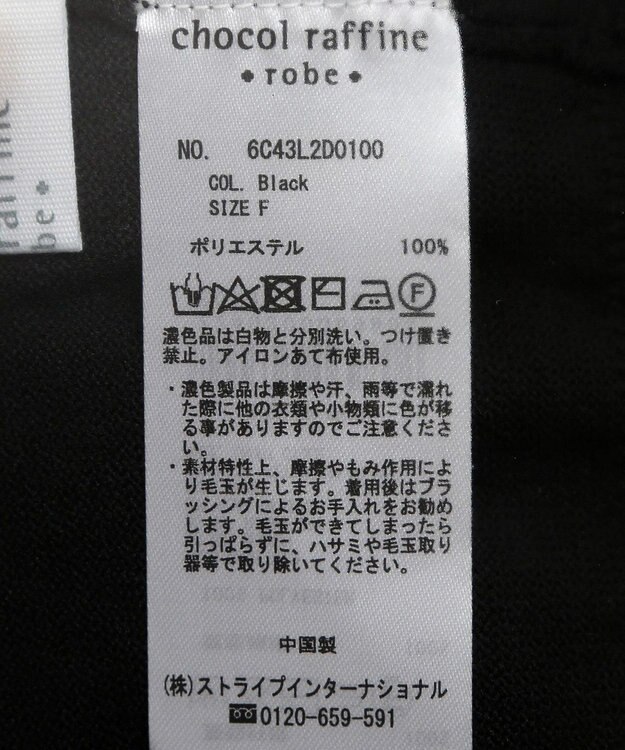 chocol raffine
robe
NO. 6C43L2D0100
COL. Black
SIZE F
ポリエステル 100%
F
濃色品は白物と分別洗い。つけ置き
禁止。アイロンあて布使用。
・濃色製品は摩擦や汗、雨等で濡れ
た際に他の衣類や小物類に色が移
る事がありますのでご注意くださ
い。
・素材特性上、摩擦やもみ作用によ
り毛玉が生じます。着用後はブラ
ッシングによるお手入れをお勧め
します。毛玉ができてしまったら
引っぱらずに、ハサミや毛玉取り
器等で取り除いてください。
中国製
(株)ストライプインターナショナル
0120-659-591
raffine
be